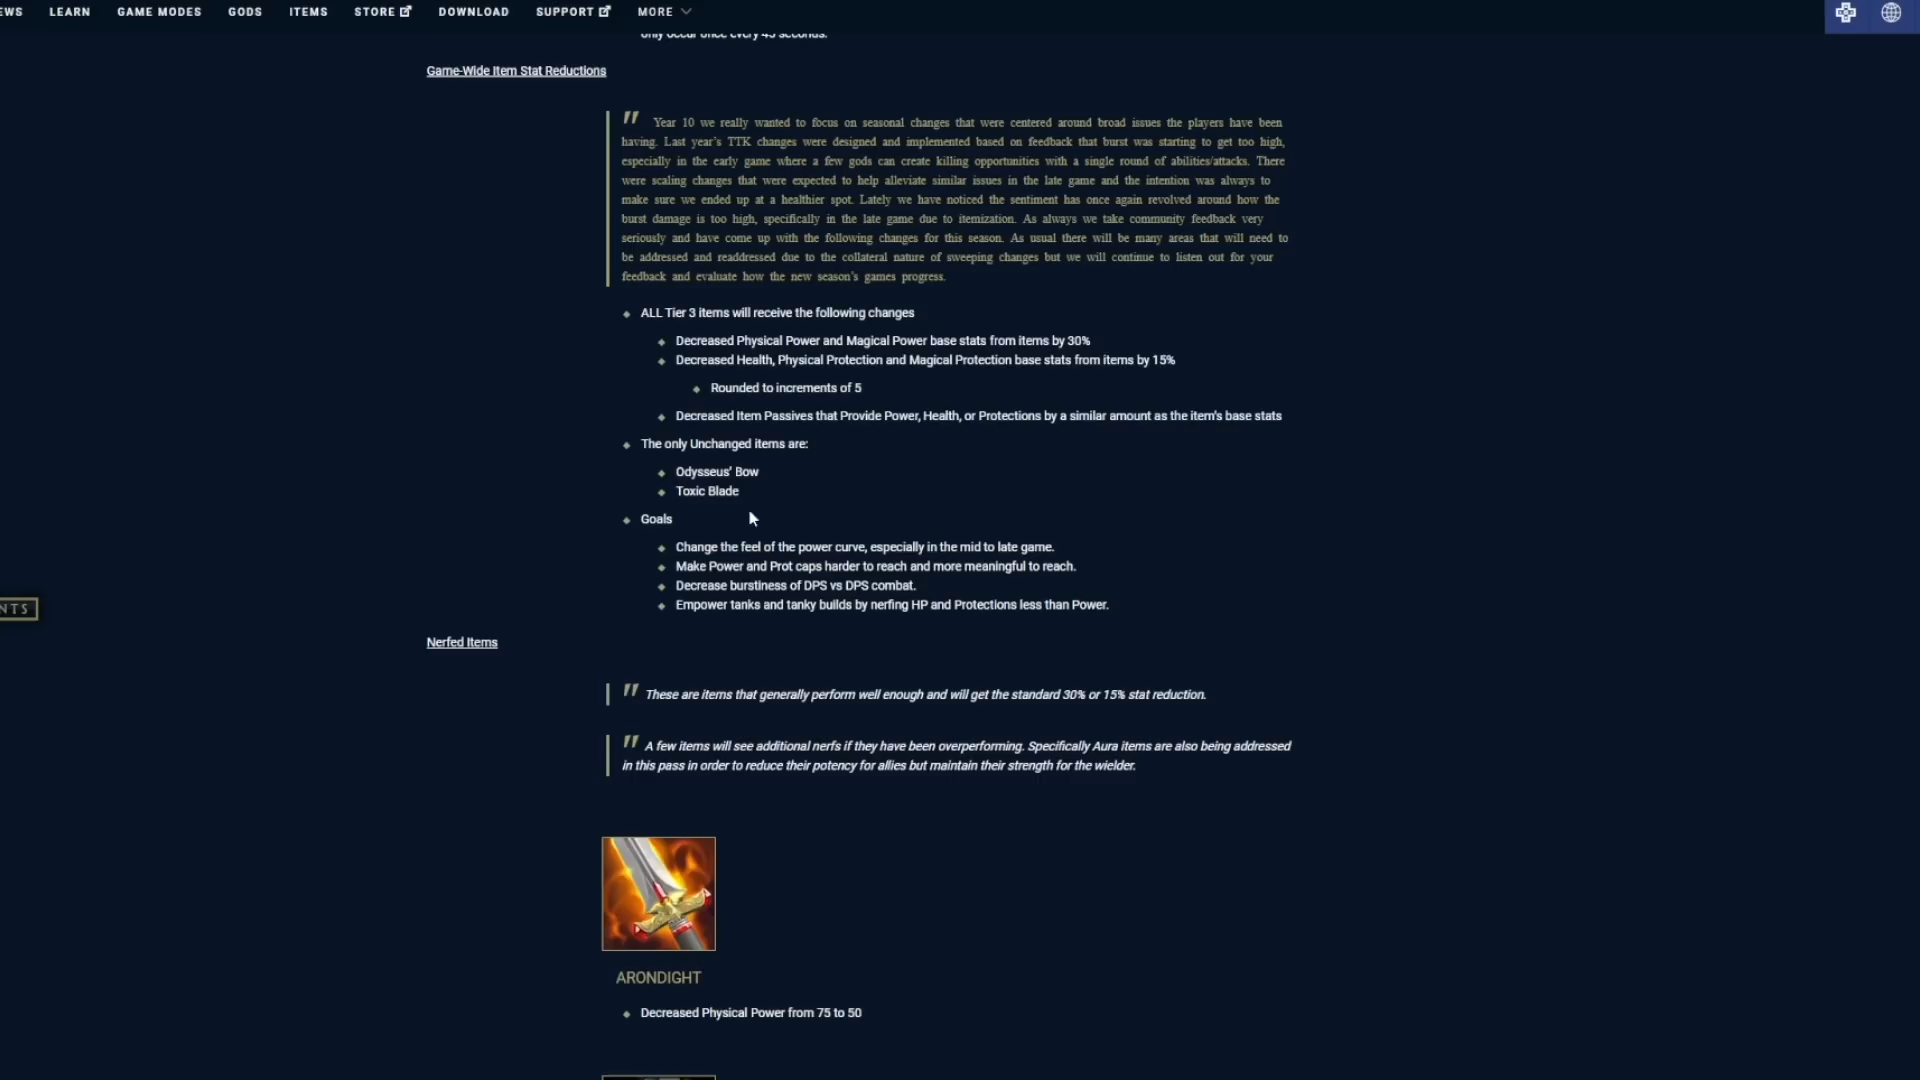 EWS LEARN GAME MODES GODS ITEMS STORE DOWNLOAD SUPPORT MORE
only occur once every 45 seconds.
Game-Wide Item Stat Reductions
" Year 10 we really wanted to focus on seasonal changes that were centered around broad issues the players have been
having. Last year's TTK changes were designed and implemented based on feedback that burst was starting to get too high,
especially in the early game where a few gods can create killing opportunities with a single round of abilities/attacks. There
were scaling changes that were expected to help alleviate similar issues in the late game and the intention was always to
make sure we ended up at a healthier spot. Lately we have noticed the sentiment has once again revolved around how the
burst damage is too high, specifically in the late game due to itemization. As always we take community feedback very
seriously and have come up with the following changes for this season. As usual there will be many areas that will need to
be addressed and readdressed due to the collateral nature of sweeping changes but we will continue to listen out for your
feedback and evaluate how the new season's games progress.
ALL Tier 3 items will receive the following changes
Decreased Physical Power and Magical Power base stats from items by 30%
Decreased Health, Physical Protection and Magical Protection base stats from items by 15%
Rounded to increments of 5
Decreased Item Passives that Provide Power, Health, or Protections by a similar amount as the item's base stats
The only Unchanged items are:
Odysseus' Bow
Toxic Blade
Goals
Change the feel of the power curve, especially in the mid to late game.
Make Power and Prot caps harder to reach and more meaningful to reach.
Decrease burstiness of DPS vs DPS combat.
Empower tanks and tanky builds by nerfing HP and Protections less than Power.
NTS
Nerfed Items
" These are items that generally perform well enough and will get the standard 30% or 15% stat reduction.
" A few items will see additional nerfs if they have been overperforming. Specifically Aura items are also being addressed
in this pass in order to reduce their potency for allies but maintain their strength for the wielder.
ARONDIGHT
Decreased Physical Power from 75 to 50